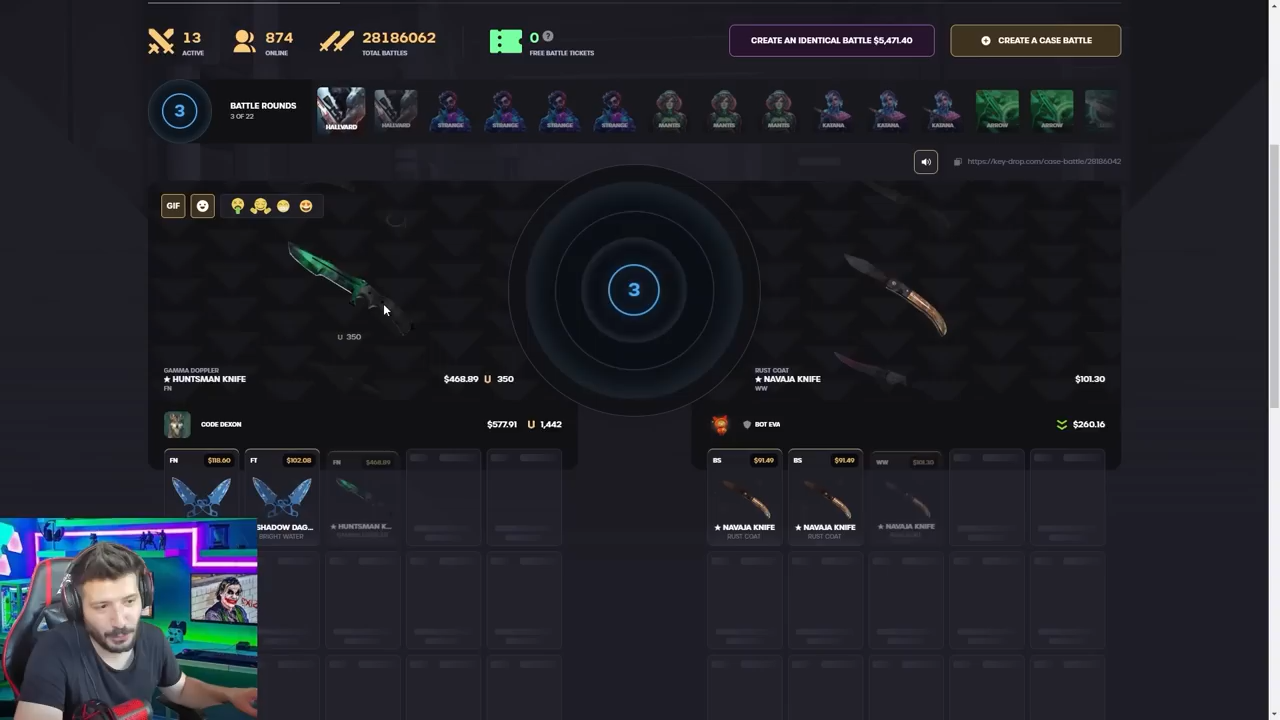 13
ACTIVE
874
ONLINE
28186062
TOTAL BATTLES
0 ?
FREE BATTLE TICKETS
CREATE AN IDENTICAL BATTLE $5,471.40
CREATE A CASE BATTLE
3
BATTLE ROUNDS
3 OF 22
HALLVARD
HALLVARD
STRANGE
STRANGE
STRANGE
STRANGE
MANTIS
MANTIS
MANTIS
KATANA
KATANA
KATANA
ARROW
ARROW
https://key-drop.com/case-battle/28186042
GIF
3
U 350
GAMMA DOPPLER
★ HUNTSMAN KNIFE
FN
$468.89 U 350
RUST COAT
★ NAVAJA KNIFE
WW
$101.30
CODE DEXON
$577.91 U 1,442
BOT EVA
$260.16
FN $118.60
FT $102.08
SHADOW DAG...
BRIGHT WATER
FN $468.89
★ HUNTSMAN K...
BS $91.49
★ NAVAJA KNIFE
RUST COAT
BS $91.49
★ NAVAJA KNIFE
RUST COAT
WW $101.30
★ NAVAJA KNIFE